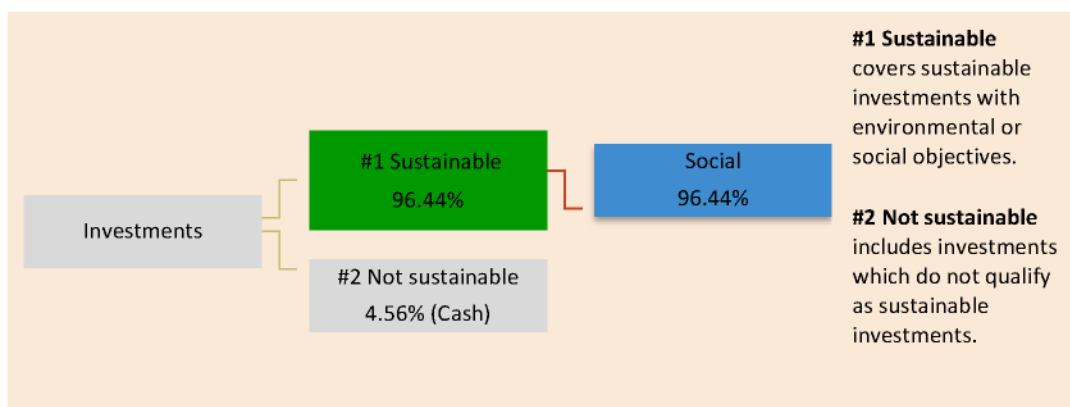 Investments
#1 Sustainable
96.44%
#2 Not sustainable
4.56% (Cash)
Social
96.44%
#1 Sustainable
covers sustainable
investments with
environmental or
social objectives.
#2 Not sustainable
includes investments
which do not qualify
as sustainable
investments.